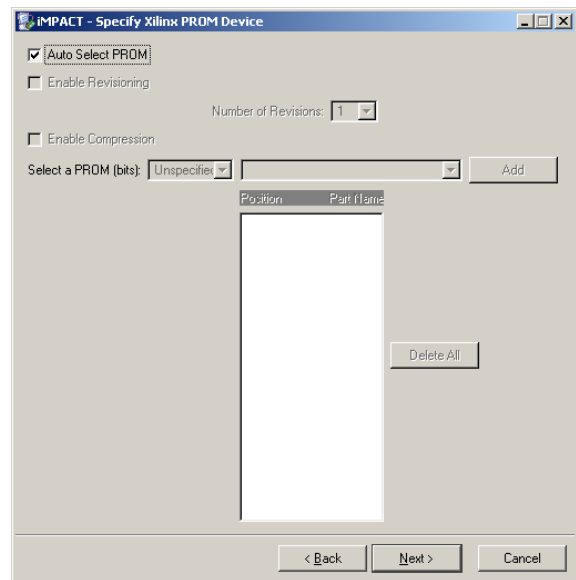 iMPACT - Specify Xilinx PROM Device
Auto Select PROM
Enable Revisioning
Number of Revisions: 1
Enable Compression
Select a PROM (bits): Unspecified Add
Position Part Name
Delete All
< Back Next > Cancel